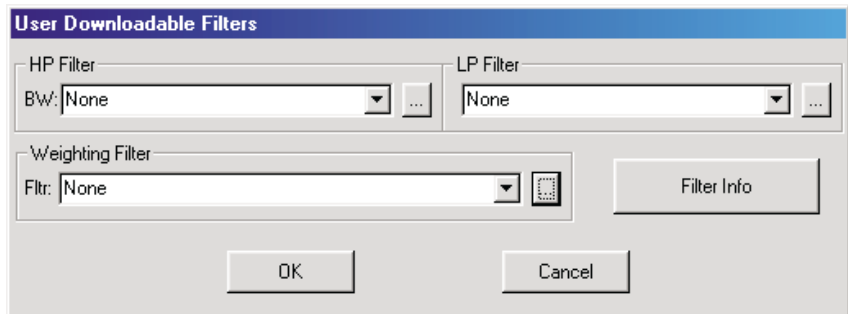 User Downloadable Filters
HP Filter
BW: None ...
LP Filter
None ...
Weighting Filter
Fltr: None ...
Filter Info
OK
Cancel